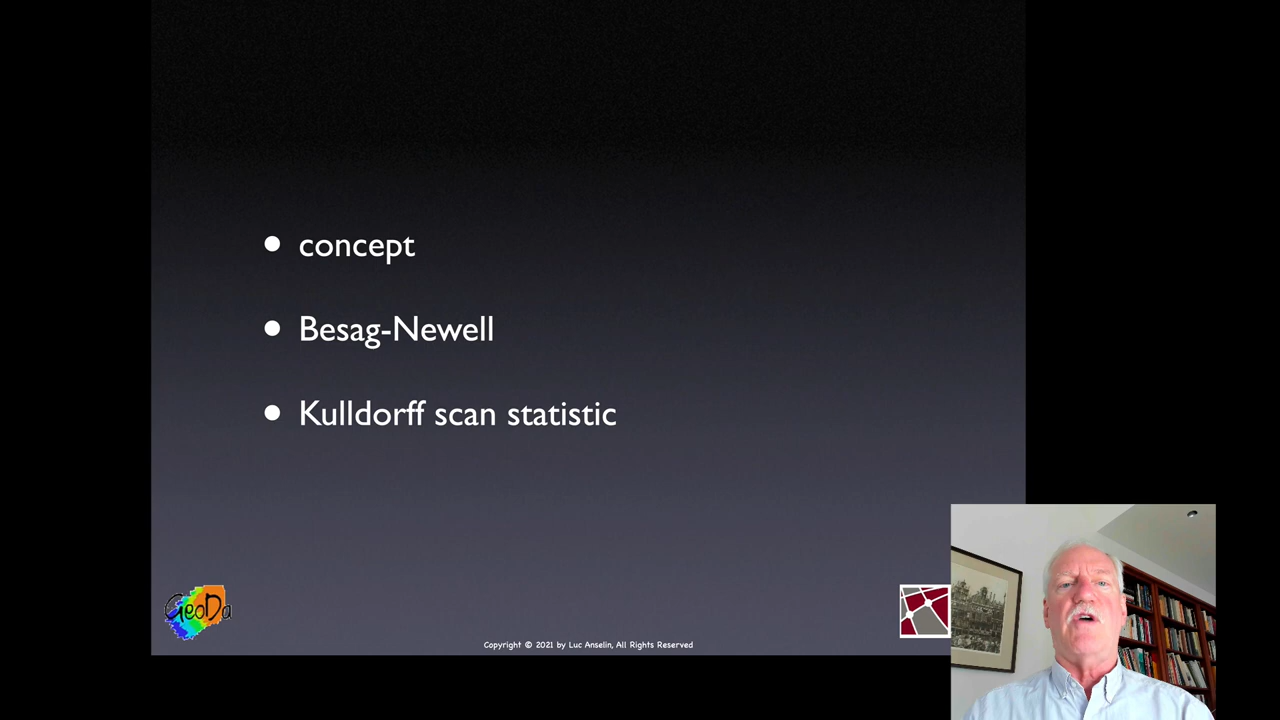 • concept
• Besag-Newell
• Kulldorff scan statistic
GeoDa
Copyright © 2021 by Luc Anselin, All Rights Reserved